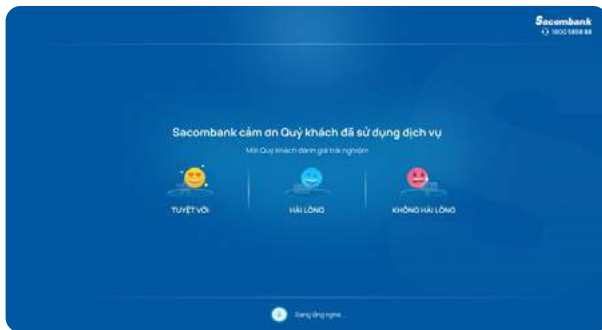 Sacombank
1800 5858 88
Sacombank cảm ơn Quý khách đã sử dụng dịch vụ
Mời Quý khách đánh giá trải nghiệm
TUYỆT VỜI
HÀI LÒNG
KHÔNG HÀI LÒNG
Đang lắng nghe...